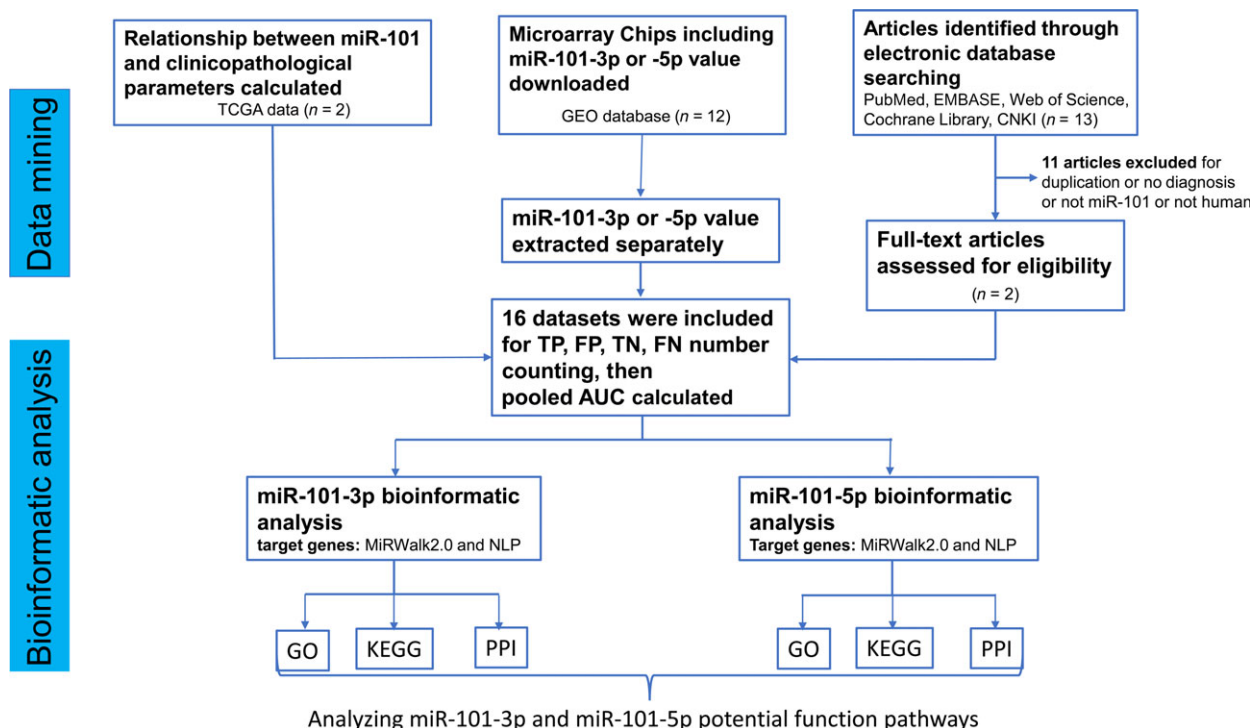 Data mining
Relationship between miR-101
and clinicopathological
parameters calculated
TCGA data (n = 2)
Microarray Chips including
miR-101-3p or -5p value
downloaded
GEO database (n = 12)
Articles identified through
electronic database
searching
PubMed, EMBASE, Web of Science,
Cochrane Library, CNKI (n = 13)
11 articles excluded for
duplication or no diagnosis
or not miR-101 or not human
miR-101-3p or -5p value
extracted separately
Full-text articles
assessed for eligibility
(n = 2)
Bioinformatic analysis
16 datasets were included
for TP, FP, TN, FN number
counting, then
pooled AUC calculated
miR-101-3p bioinformatic
analysis
target genes: MiRWalk2.0 and NLP
miR-101-5p bioinformatic
analysis
Target genes: MiRWalk2.0 and NLP
GO
KEGG
PPI
GO
KEGG
PPI
Analyzing miR-101-3p and miR-101-5p potential function pathways